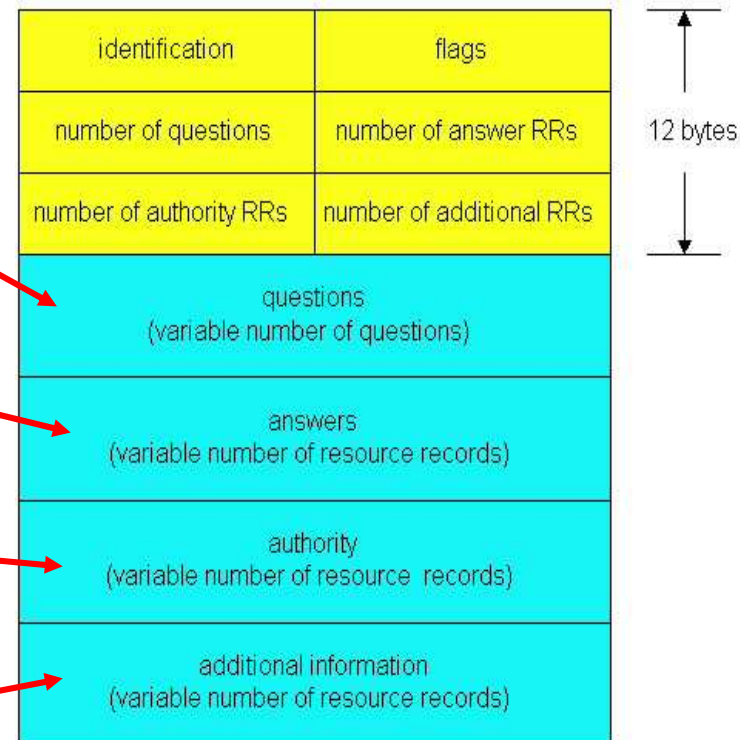 identification
flags
12 bytes
number of questions
number of answer RRs
number of authority RRs
number of additional RRs
questions
(variable number of questions)
answers
(variable number of resource records)
authority
(variable number of resource records)
additional information
(variable number of resource records)